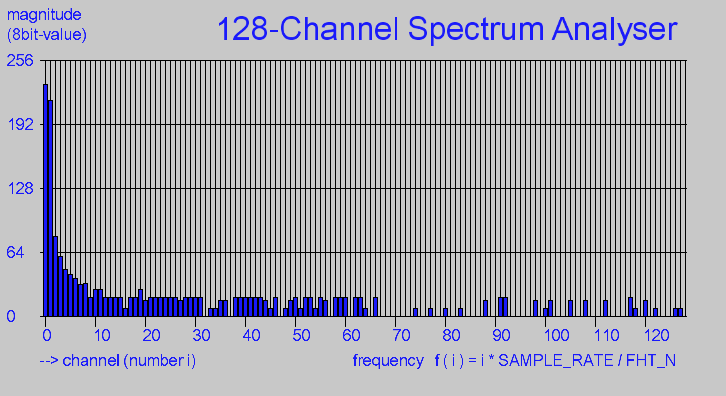 magnitude
(8bit-value)
128-Channel Spectrum Analyser
256
192
128
64
0
0 10 20 30 40 50 60 70 80 90 100 110 120
--> channel (number i) frequency f ( i ) = i * SAMPLE_RATE / FHT_N